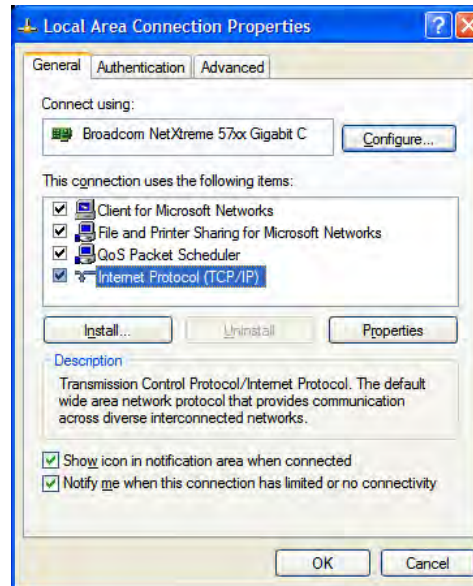 Local Area Connection Properties
General Authentication Advanced
Connect using:
Broadcom NetXtreme 57xx Gigabit C Configure...
This connection uses the following items:
Client for Microsoft Networks
File and Printer Sharing for Microsoft Networks
QoS Packet Scheduler
Internet Protocol (TCP/IP)
Install... Uninstall Properties
Description
Transmission Control Protocol/Internet Protocol. The default
wide area network protocol that provides communication
across diverse interconnected networks.
Show icon in notification area when connected
Notify me when this connection has limited or no connectivity
OK Cancel